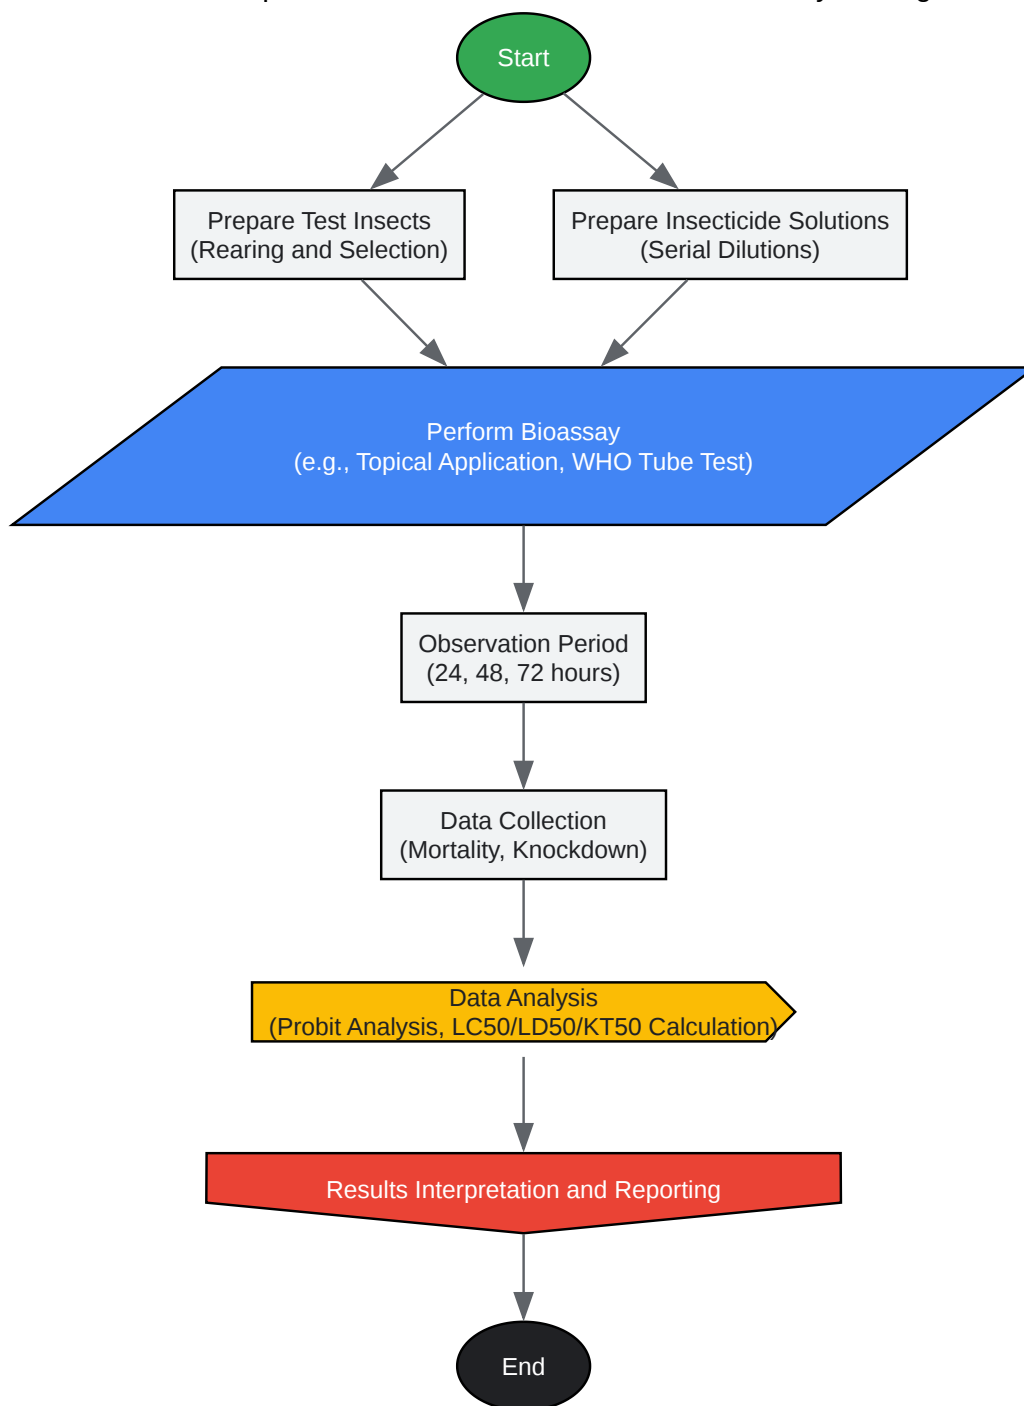 Start
Prepare Test Insects
(Rearing and Selection)
Prepare Insecticide Solutions
(Serial Dilutions)
Perform Bioassay
(e.g., Topical Application, WHO Tube Test)
Observation Period
(24, 48, 72 hours)
Data Collection
(Mortality, Knockdown)
Data Analysis
(Probit Analysis, LC50/LD50/KT50 Calculation)
Results Interpretation and Reporting
End